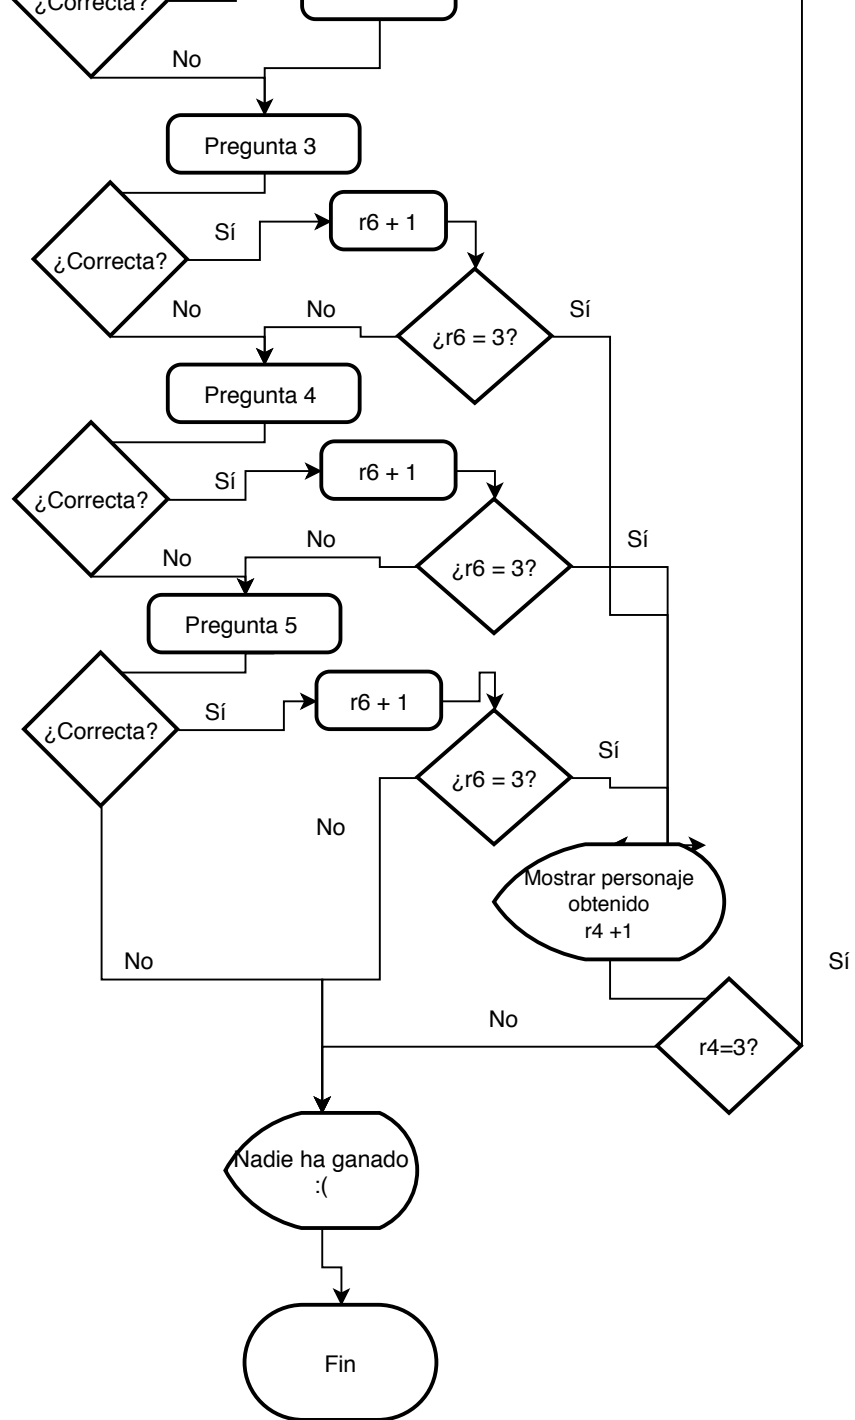 ¿Correcta?
No
Pregunta 3
Sí
r6 + 1
¿Correcta?
No
No
Sí
¿r6 = 3?
Pregunta 4
Sí
r6 + 1
¿Correcta?
No
No
Sí
¿r6 = 3?
Pregunta 5
Sí
r6 + 1
¿Correcta?
Sí
¿r6 = 3?
No
Mostrar personaje
obtenido
r4 +1
No
Sí
No
r4=3?
Nadie ha ganado
:(
Fin